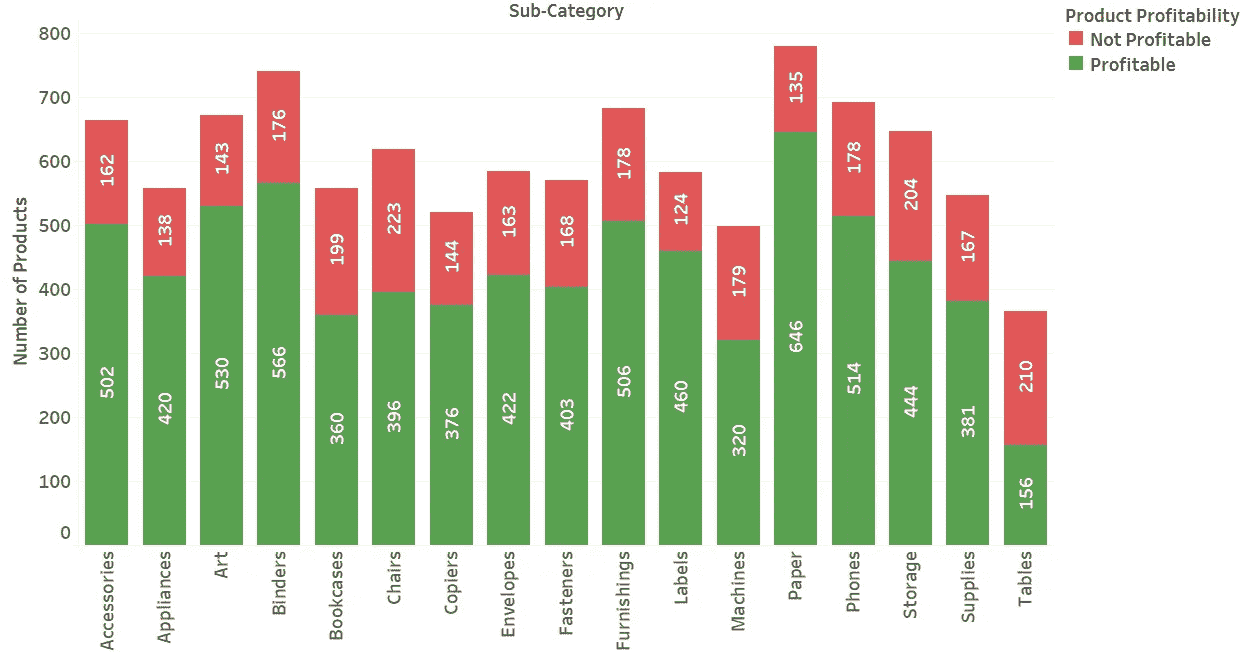 Sub-Category
Product Profitability
Not Profitable
Profitable
Number of Products
800
700
600
500
400
300
200
100
0
162
138
143
176
199
223
144
163
168
178
124
179
135
178
204
167
210
502
420
530
566
360
396
376
422
403
506
460
320
646
514
444
381
156
Accessories
Appliances
Art
Binders
Bookcases
Chairs
Copiers
Envelopes
Fasteners
Furnishings
Labels
Machines
Paper
Phones
Storage
Supplies
Tables